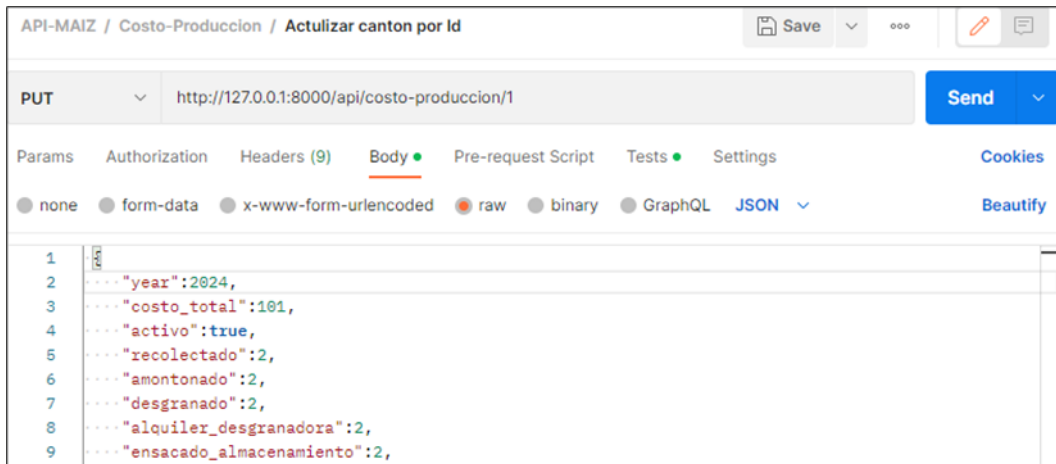 API-MAIZ / Costo-Produccion / Actulizar canton por Id Save ooo
PUT http://127.0.0.1:8000/api/costo-produccion/1 Send
Params Authorization Headers (9) Body Pre-request Script Tests Settings Cookies
none form-data x-www-form-urlencoded raw binary GraphQL JSON Beautify
1 {
2 "year":2024,
3 "costo_total":101,
4 "activo":true,
5 "recolectado":2,
6 "amontonado":2,
7 "desgranado":2,
8 "alquiler_desgranadora":2,
9 "ensacado_almacenamiento":2,